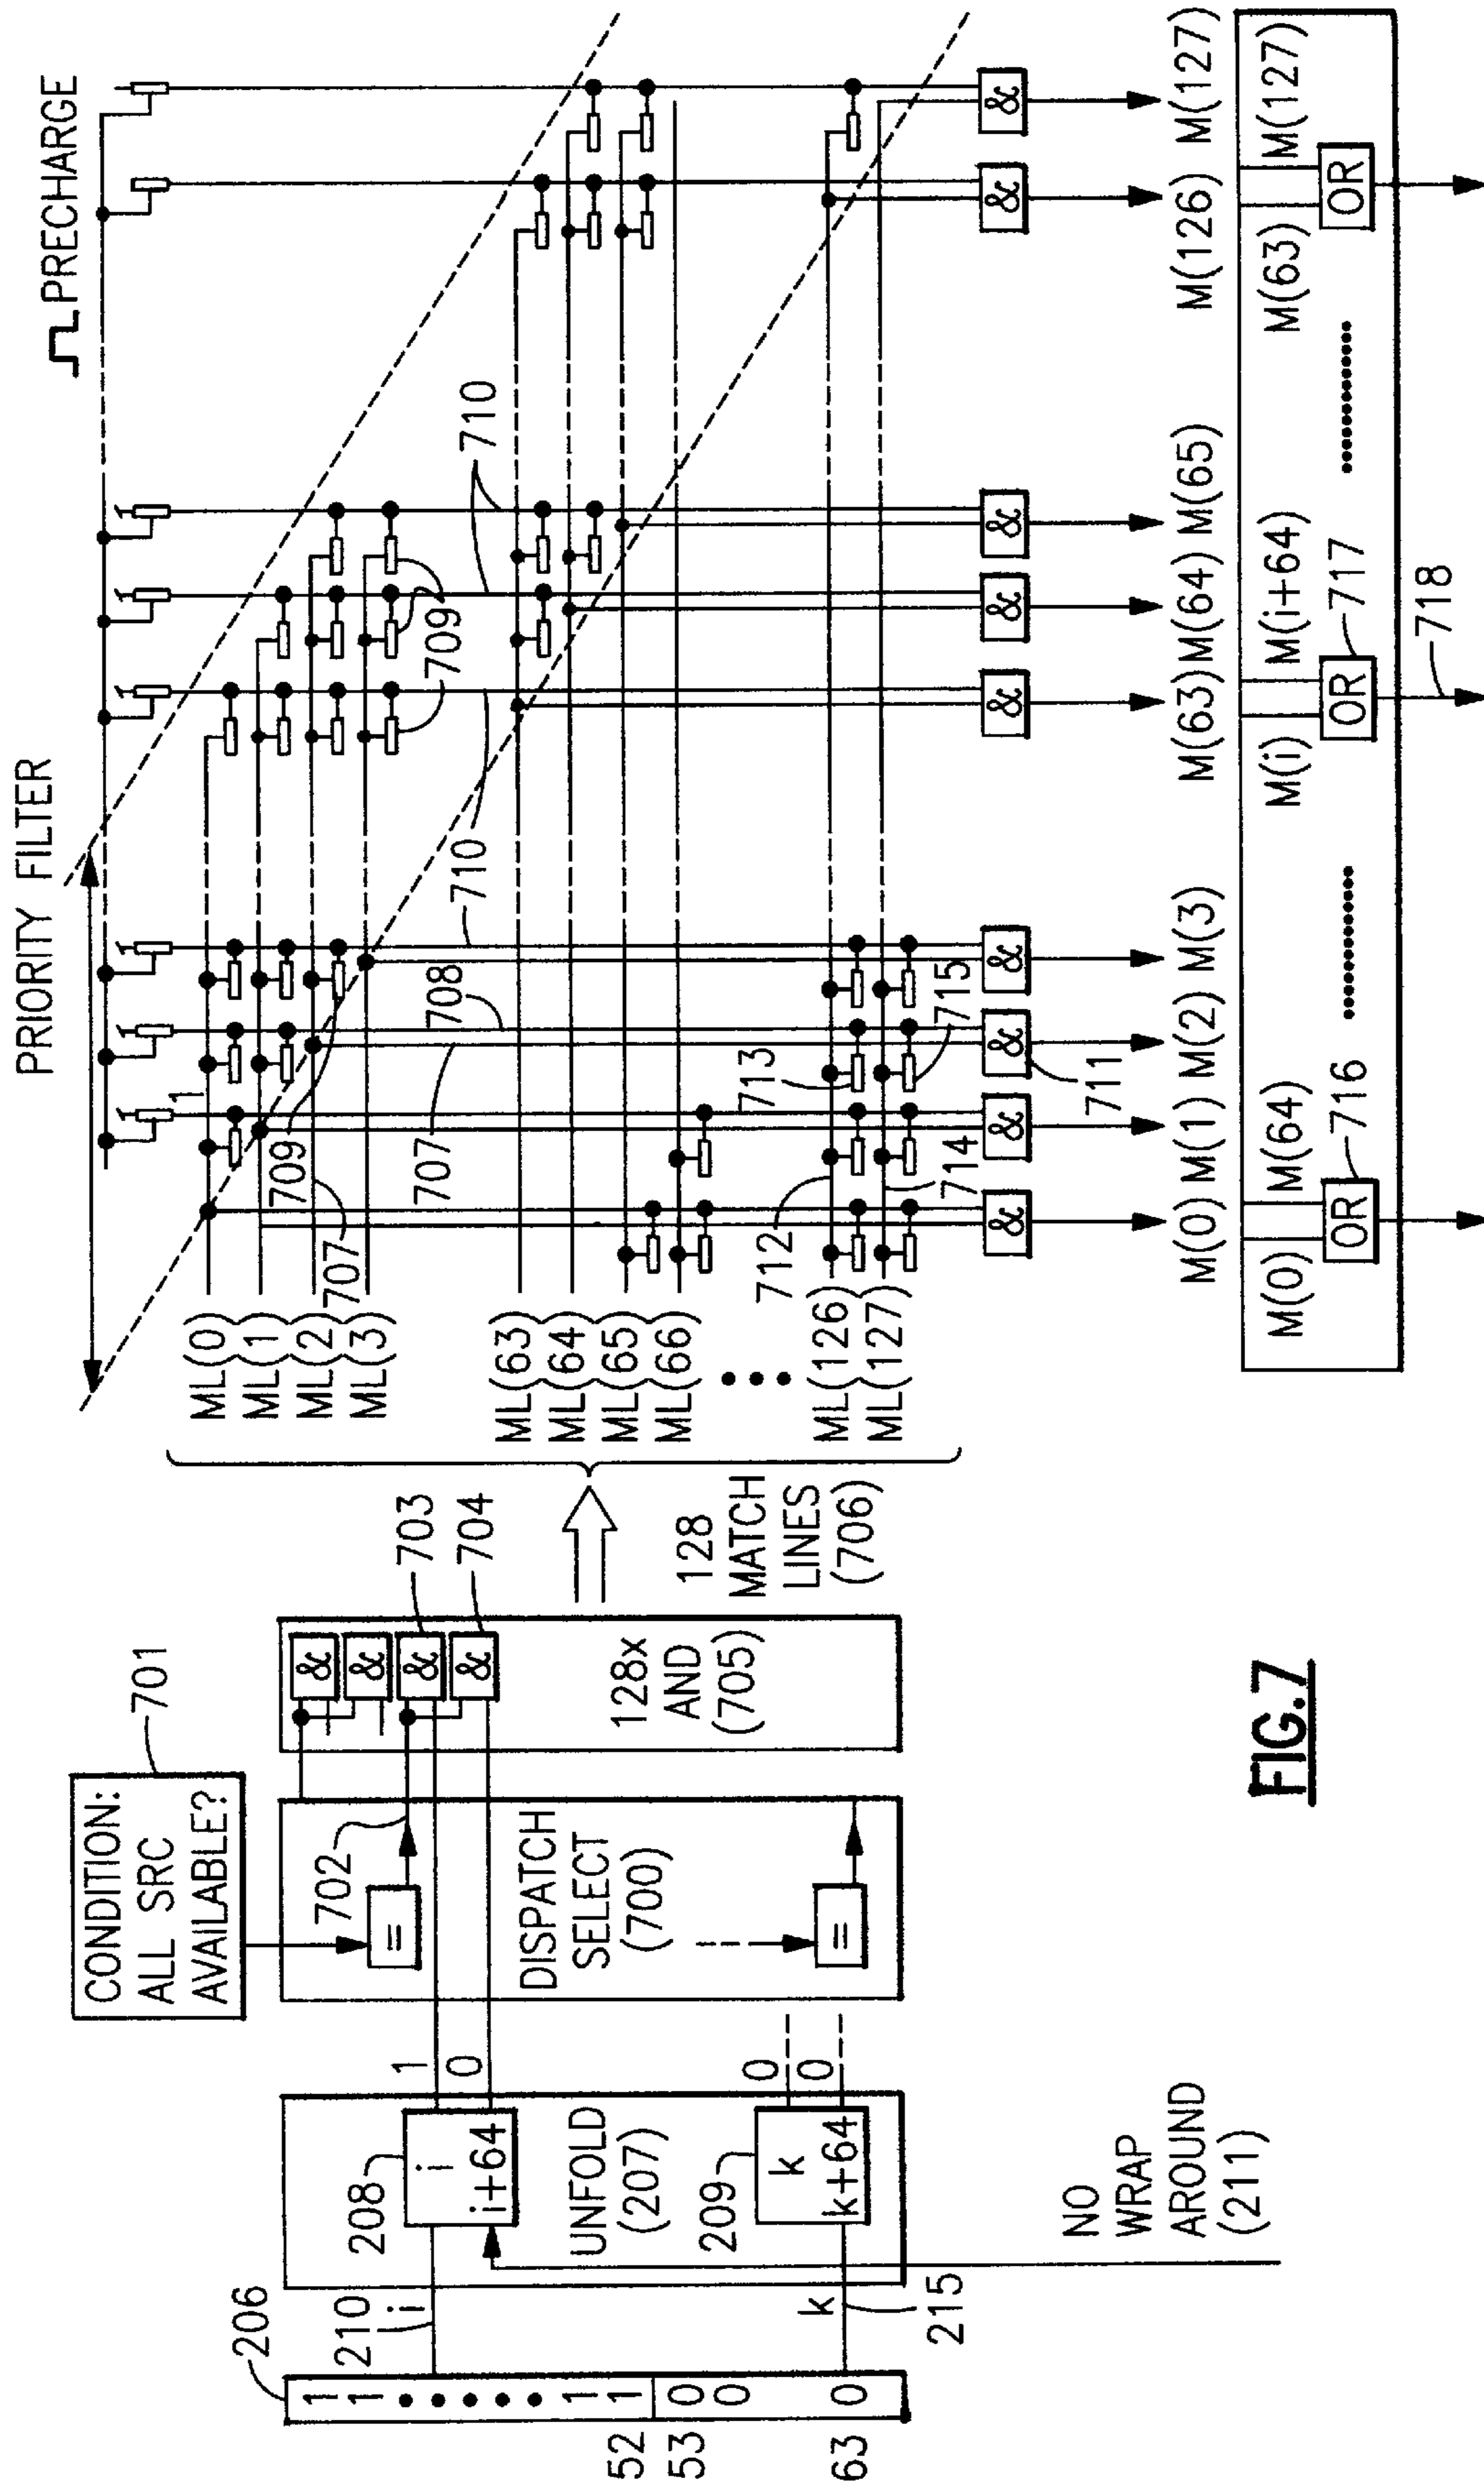 PRIORITY FILTER
PRECHARGE
1
ML(0)
ML(1)
ML(2)
ML(3)
ML(63)
ML(64)
ML(65)
ML(66)
ML(126)
ML(127)
707
709
707
708
710
709
709
710
712
713
714
715
711
& & & & & & & & &
M(0) M(1) M(2) M(3) M(63) M(64) M(65) M(126) M(127)
M(0) M(64) M(i) M(i+64) M(63) M(127)
OR 716 OR 717 OR
718
206
1
1
1
1
52
53
0
0
63
0
210
i
k
215
208
i
i+64
UNFOLD
(207)
209
k
k+64
NO
WRAP
AROUND
(211)
1
0
0
0
CONDITION:
ALL SRC
AVAILABLE?
701
702
=
DISPATCH
SELECT
(700)
=
&
&
&
&
703
704
128x
AND
(705)
128
MATCH
LINES
(706)
FIG.7